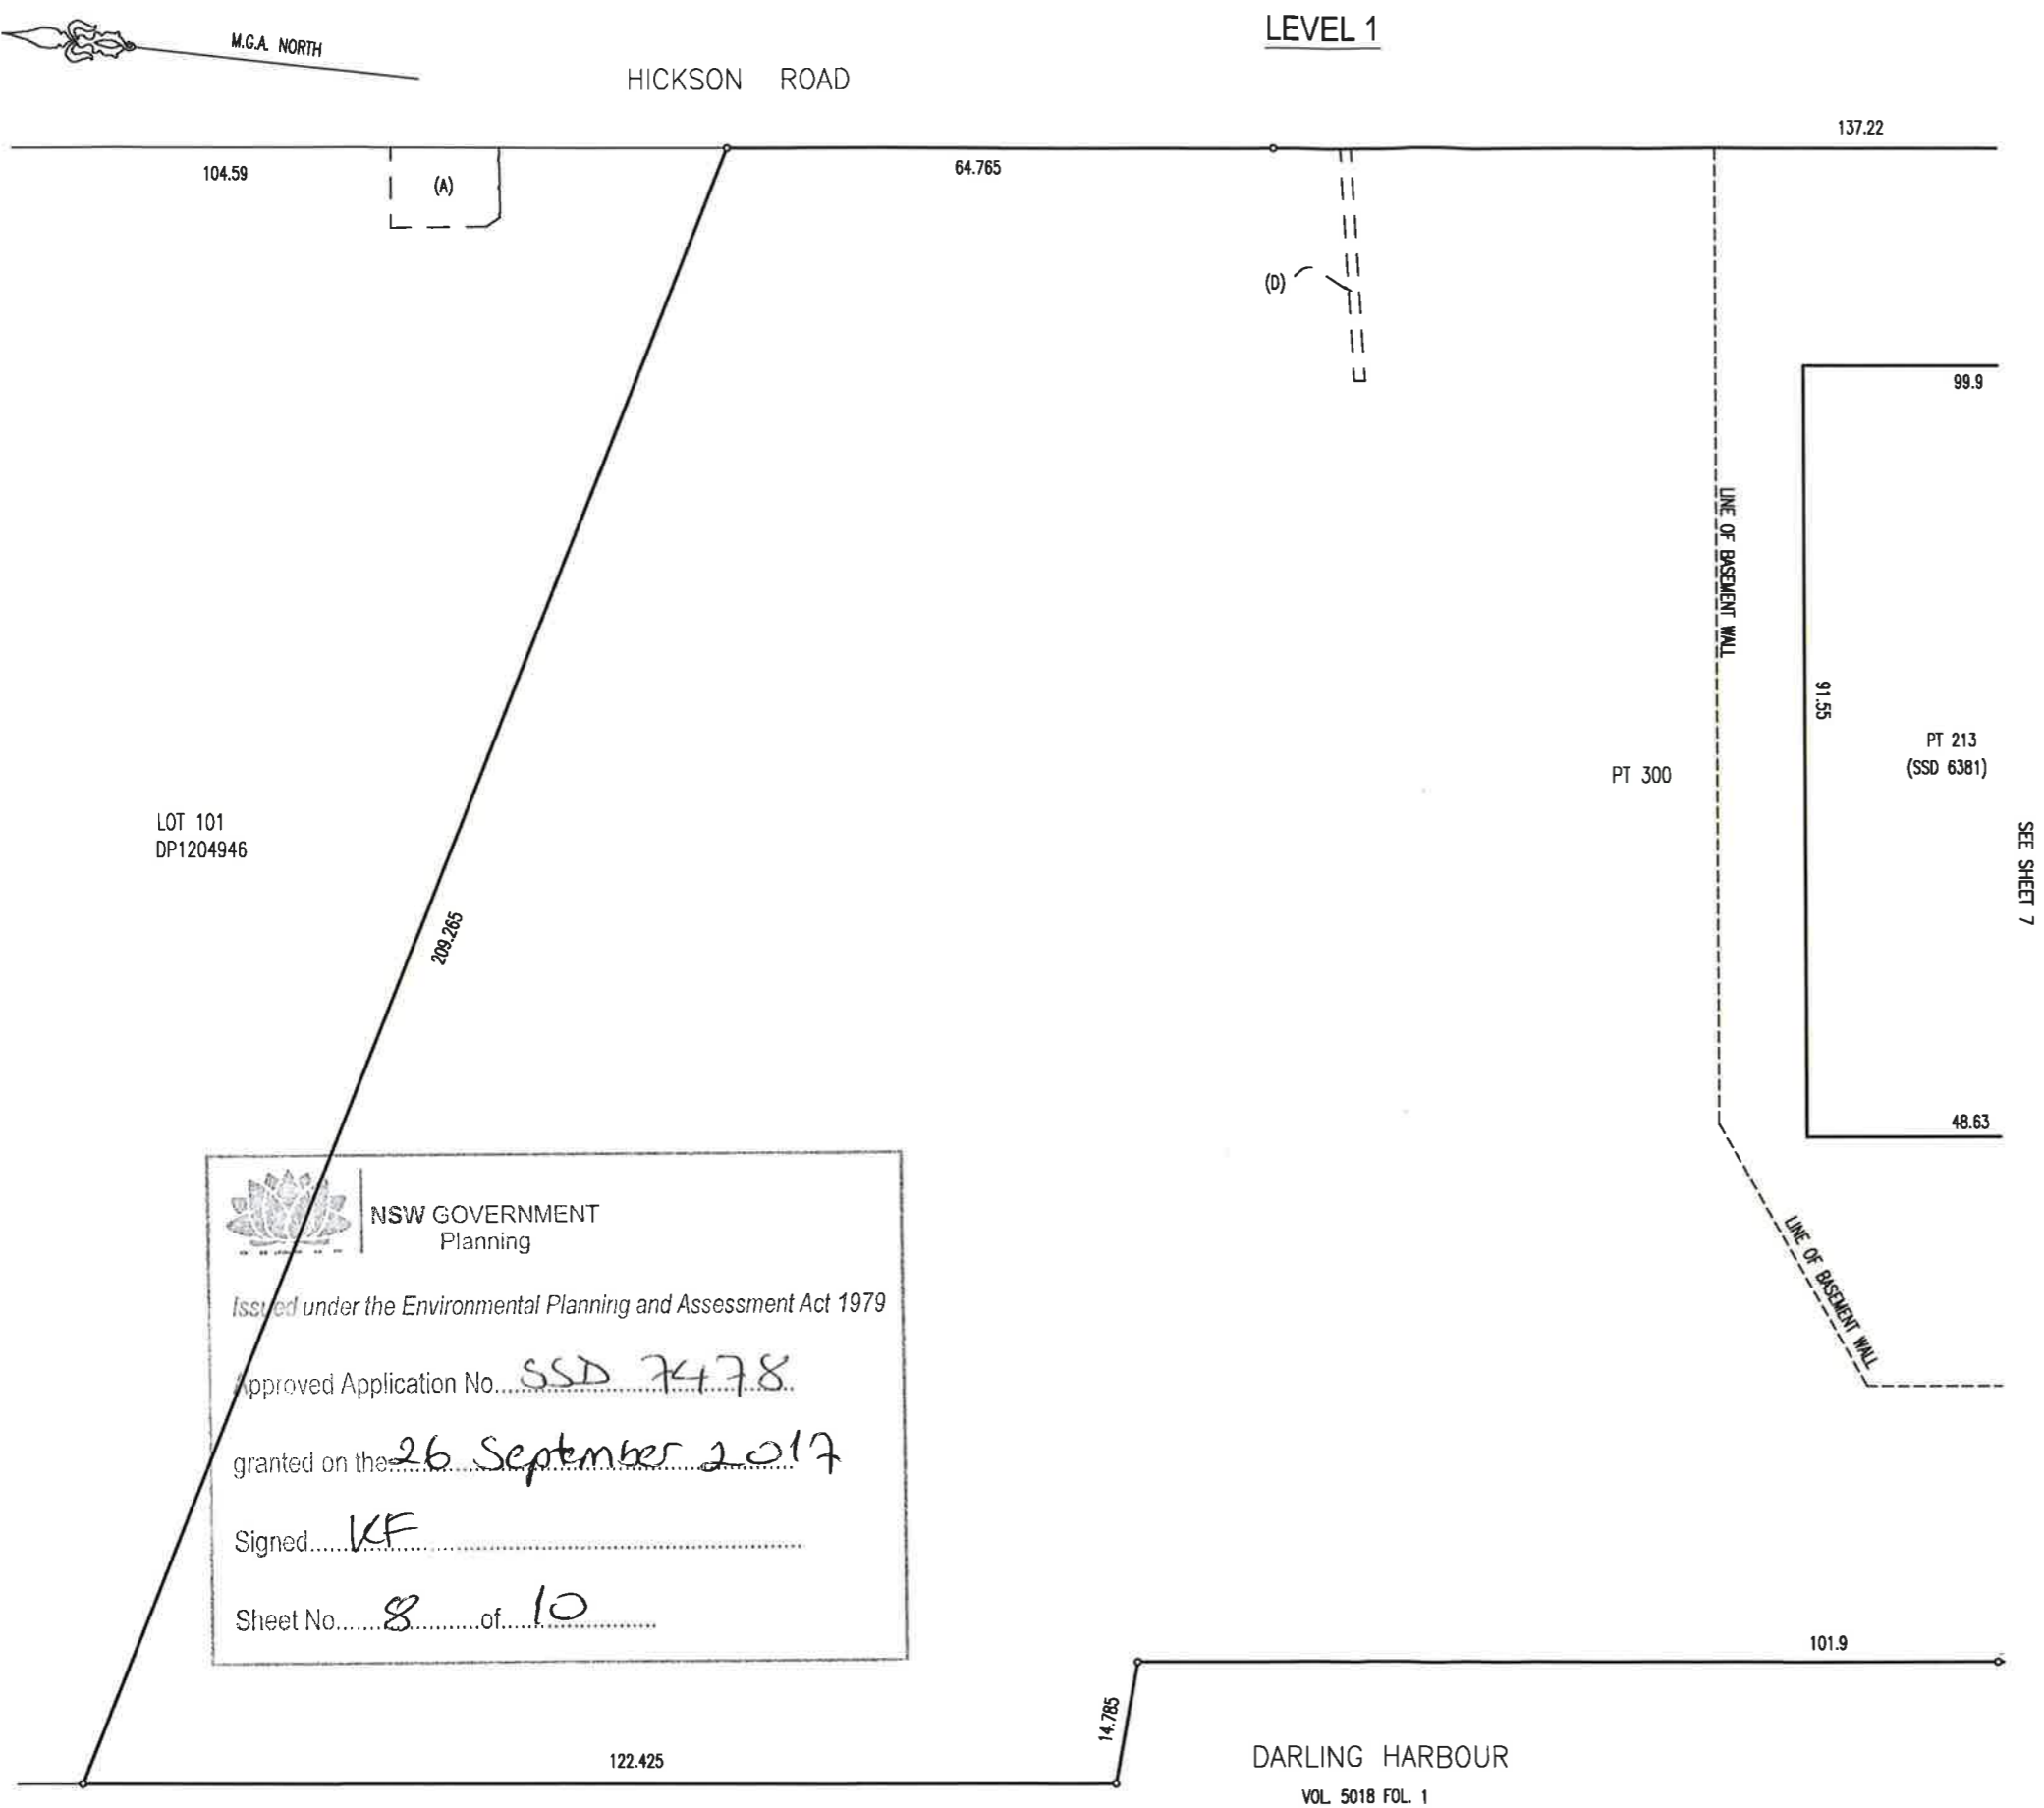 LEVEL 1
M.G.A. NORTH
HICKSON ROAD
137.22
104.59
(A)
64.765
(D)
99.9
LINE OF BASEMENT WALL
91.55
PT 213
(SSD 6381)
PT 300
LOT 101
DP1204946
SEE SHEET 7
209.265
48.63
NSW GOVERNMENT
Planning
Issued under the Environmental Planning and Assessment Act 1979
Approved Application No. SSD 7478
granted on the 26 September 2017
Signed KF
Sheet No. 8 of 10
LINE OF BASEMENT WALL
101.9
14.785
122.425
DARLING HARBOUR
VOL. 5018 FOL. 1